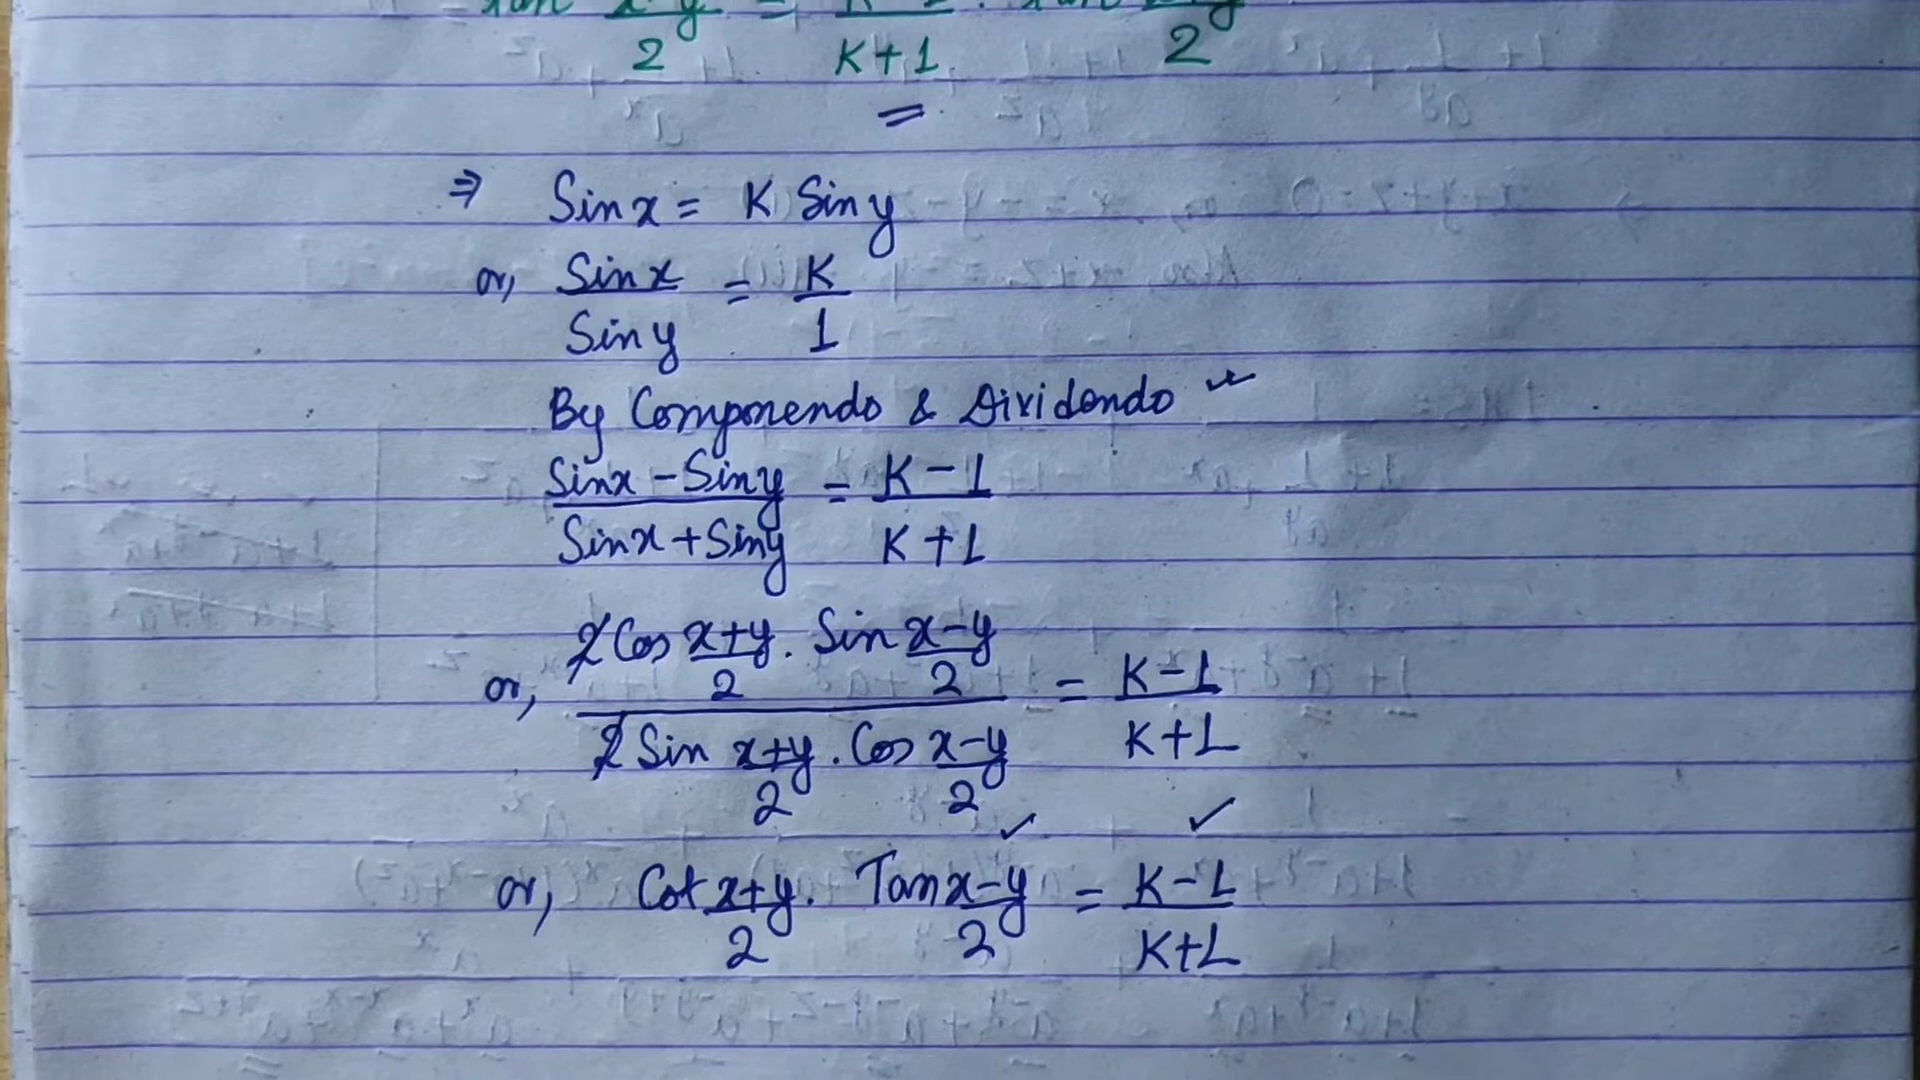 2 K+1 2
=
⇒ Sin x = K Sin y
or, Sin x / Sin y = K / 1
By Componendo & Dividendo
Sin x − Sin y / Sin x + Sin y = K − 1 / K + 1
or, 2 Cos x+y/2 . Sin x−y/2 / 2 Sin x+y/2 . Cos x−y/2 = K−1 / K+1
or, Cot x+y/2 . Tan x−y/2 = K−1 / K+1